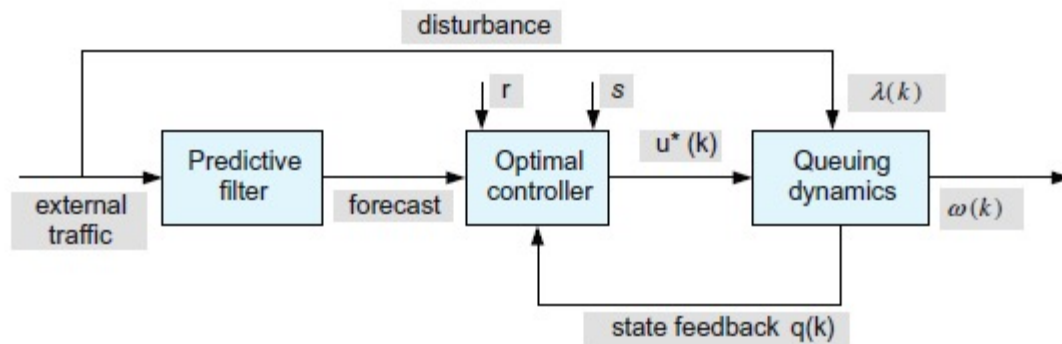 disturbance
r
s
λ(k)
u* (k)
Predictive
filter
Optimal
controller
Queuing
dynamics
external
traffic
forecast
ω(k)
state feedback q(k)